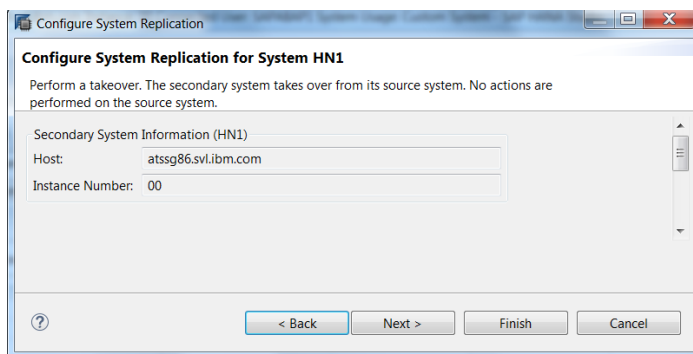 Configure System Replication
Configure System Replication for System HN1
Perform a takeover. The secondary system takes over from its source system. No actions are
performed on the source system.
Secondary System Information (HN1)
Host: atssg86.svl.ibm.com
Instance Number: 00
< Back Next > Finish Cancel